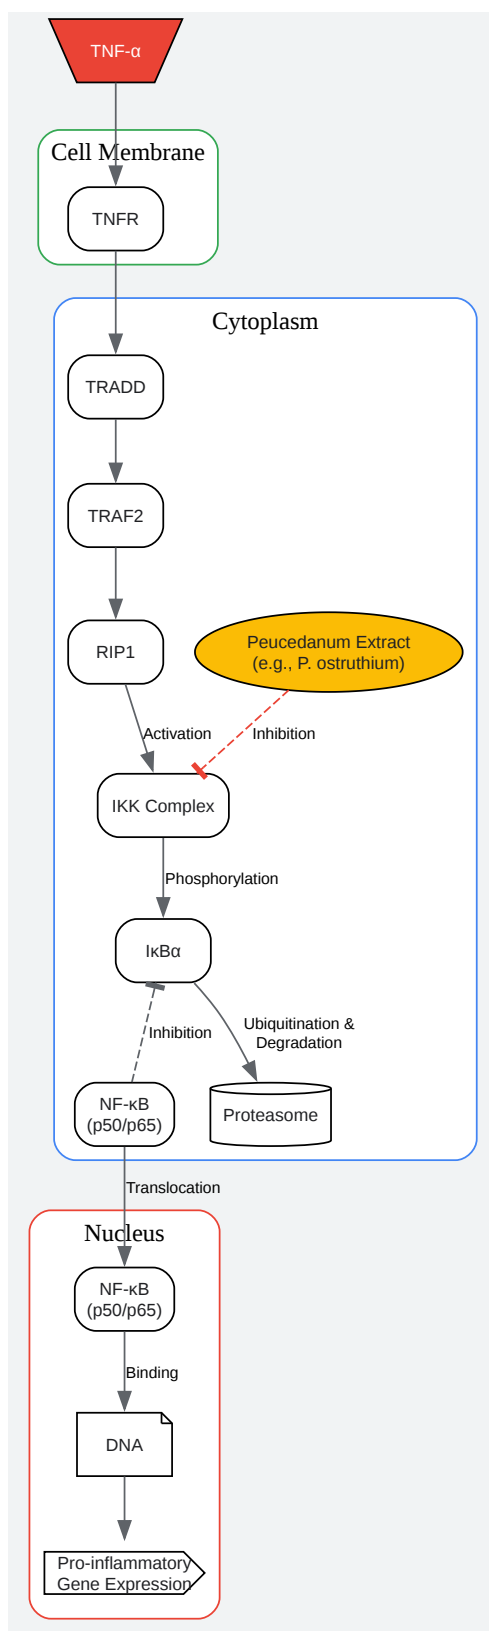 TNF-α
Cell Membrane
TNFR
Cytoplasm
TRADD
TRAF2
RIP1
Peucedanum Extract
(e.g., P. ostruthium)
Activation
Inhibition
IKK Complex
Phosphorylation
IκBα
Inhibition
Ubiquitination &
Degradation
NF-κB
(p50/p65)
Proteasome
Translocation
Nucleus
NF-κB
(p50/p65)
Binding
DNA
Pro-inflammatory
Gene Expression